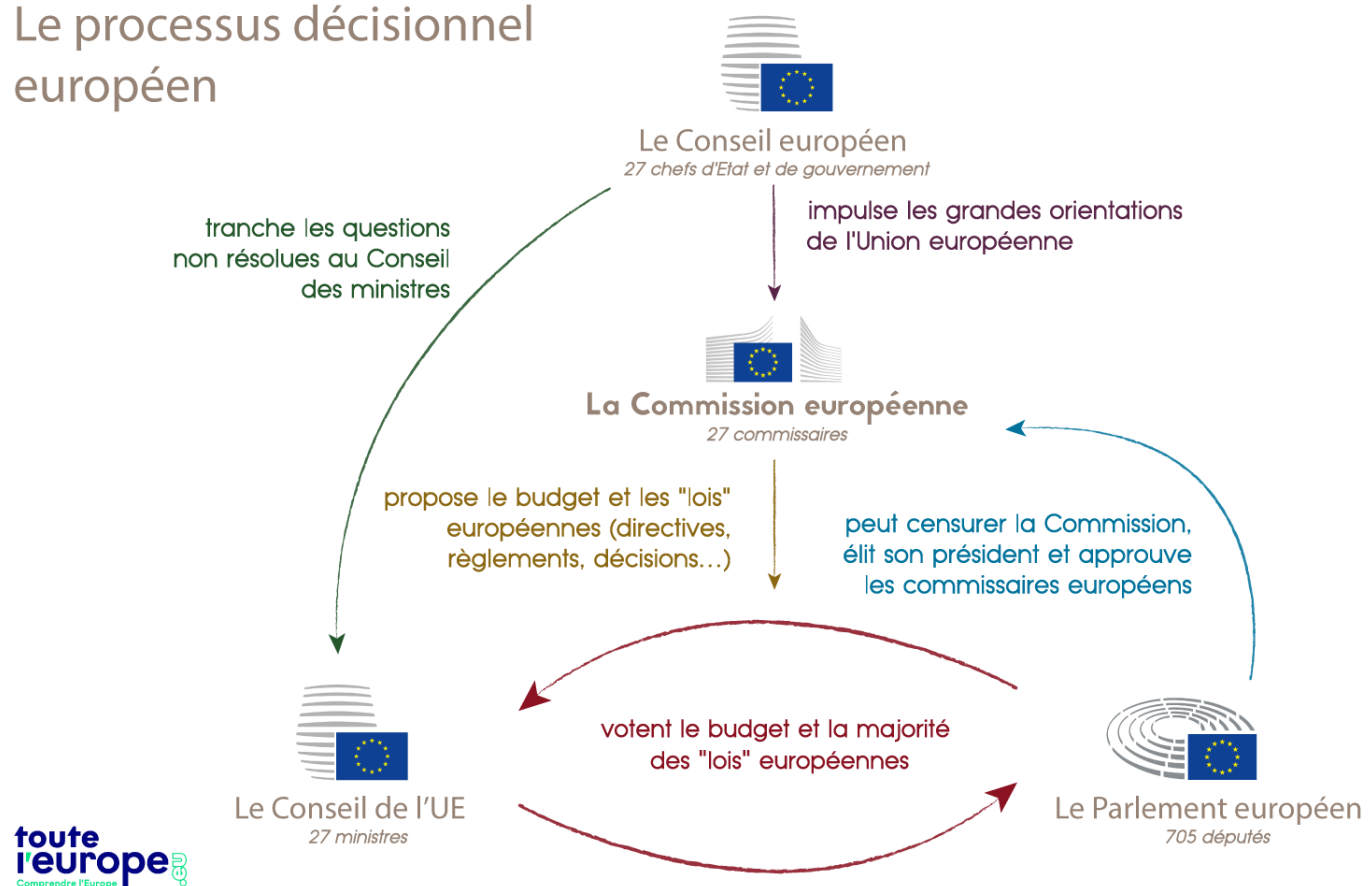 Le processus décisionnel
européen
Le Conseil européen
27 chefs d'Etat et de gouvernement
tranche les questions
non résolues au Conseil
des ministres
impulse les grandes orientations
de l'Union européenne
La Commission européenne
27 commissaires
propose le budget et les "lois"
européennes (directives,
règlements, décisions...)
peut censurer la Commission,
élit son président et approuve
les commissaires européens
votent le budget et la majorité
des "lois" européennes
Le Conseil de l'UE
27 ministres
Le Parlement européen
705 députés
toute
l'europe.eu
Comprendre l'Europe